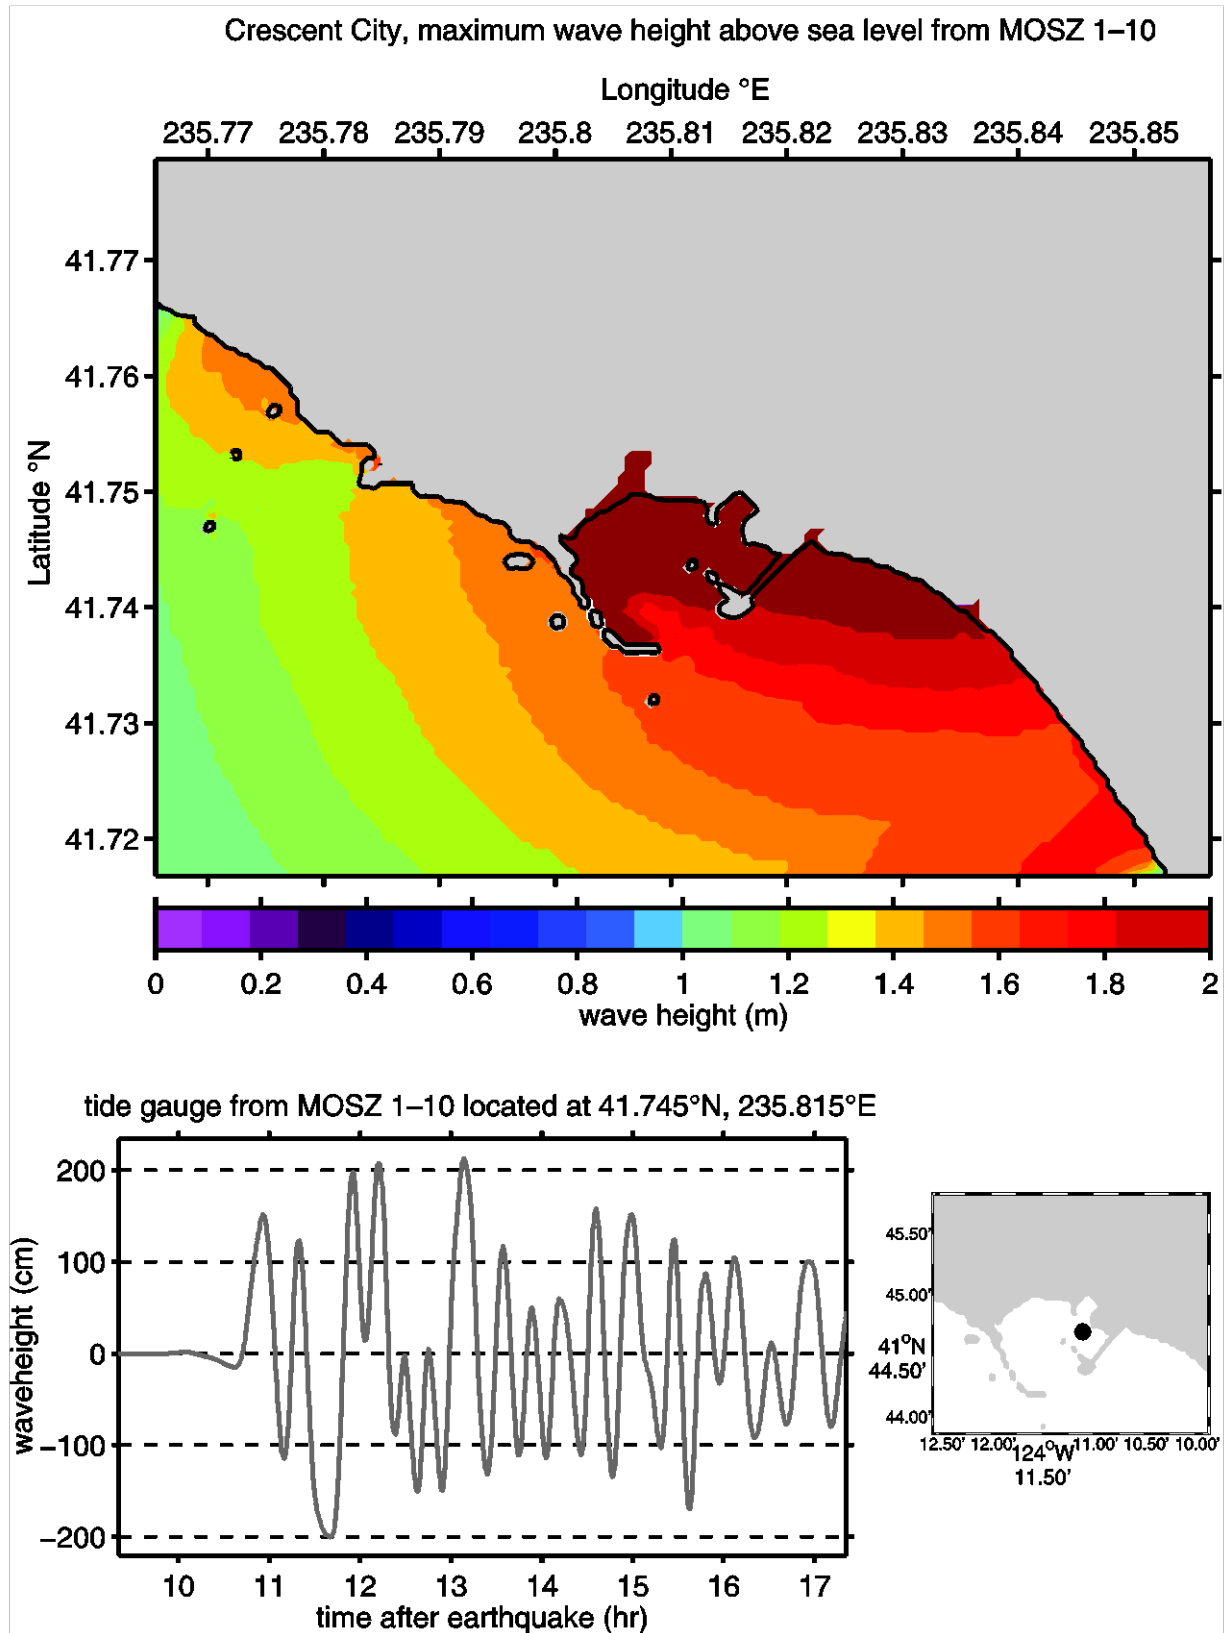 Crescent City, maximum wave height above sea level from MOSZ 1–10
Longitude °E
235.77 235.78 235.79 235.8 235.81 235.82 235.83 235.84 235.85
Latitude °N
41.77
41.76
41.75
41.74
41.73
41.72
0 0.2 0.4 0.6 0.8 1 1.2 1.4 1.6 1.8 2
wave height (m)
tide gauge from MOSZ 1–10 located at 41.745°N, 235.815°E
waveheight (cm)
200
100
0
−100
−200
10 11 12 13 14 15 16 17
time after earthquake (hr)
45.50'
45.00'
41°N
44.50'
44.00'
12.50' 12.00' 124°W 11.00' 10.50' 10.00'
11.50'